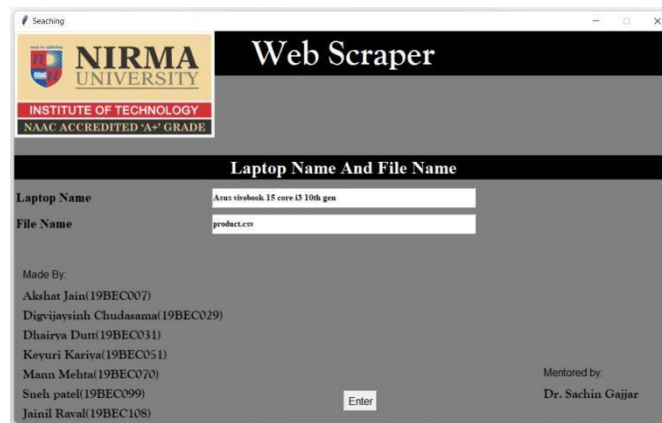 Seaching
NIRMA
UNIVERSITY
INSTITUTE OF TECHNOLOGY
NAAC ACCREDITED 'A+' GRADE
Web Scraper
Laptop Name And File Name
Laptop Name Asus vivobook 15 core i3 10th gen
File Name product.csv
Made By:
Akshat Jain(19BEC007)
Digvijaysinh Chudasama(19BEC029)
Dhairya Dutt(19BEC031)
Keyuri Kariya(19BEC051)
Mann Mehta(19BEC070)
Sneh patel(19BEC099)
Jainil Raval(19BEC108)
Enter
Mentored by:
Dr. Sachin Gajjar